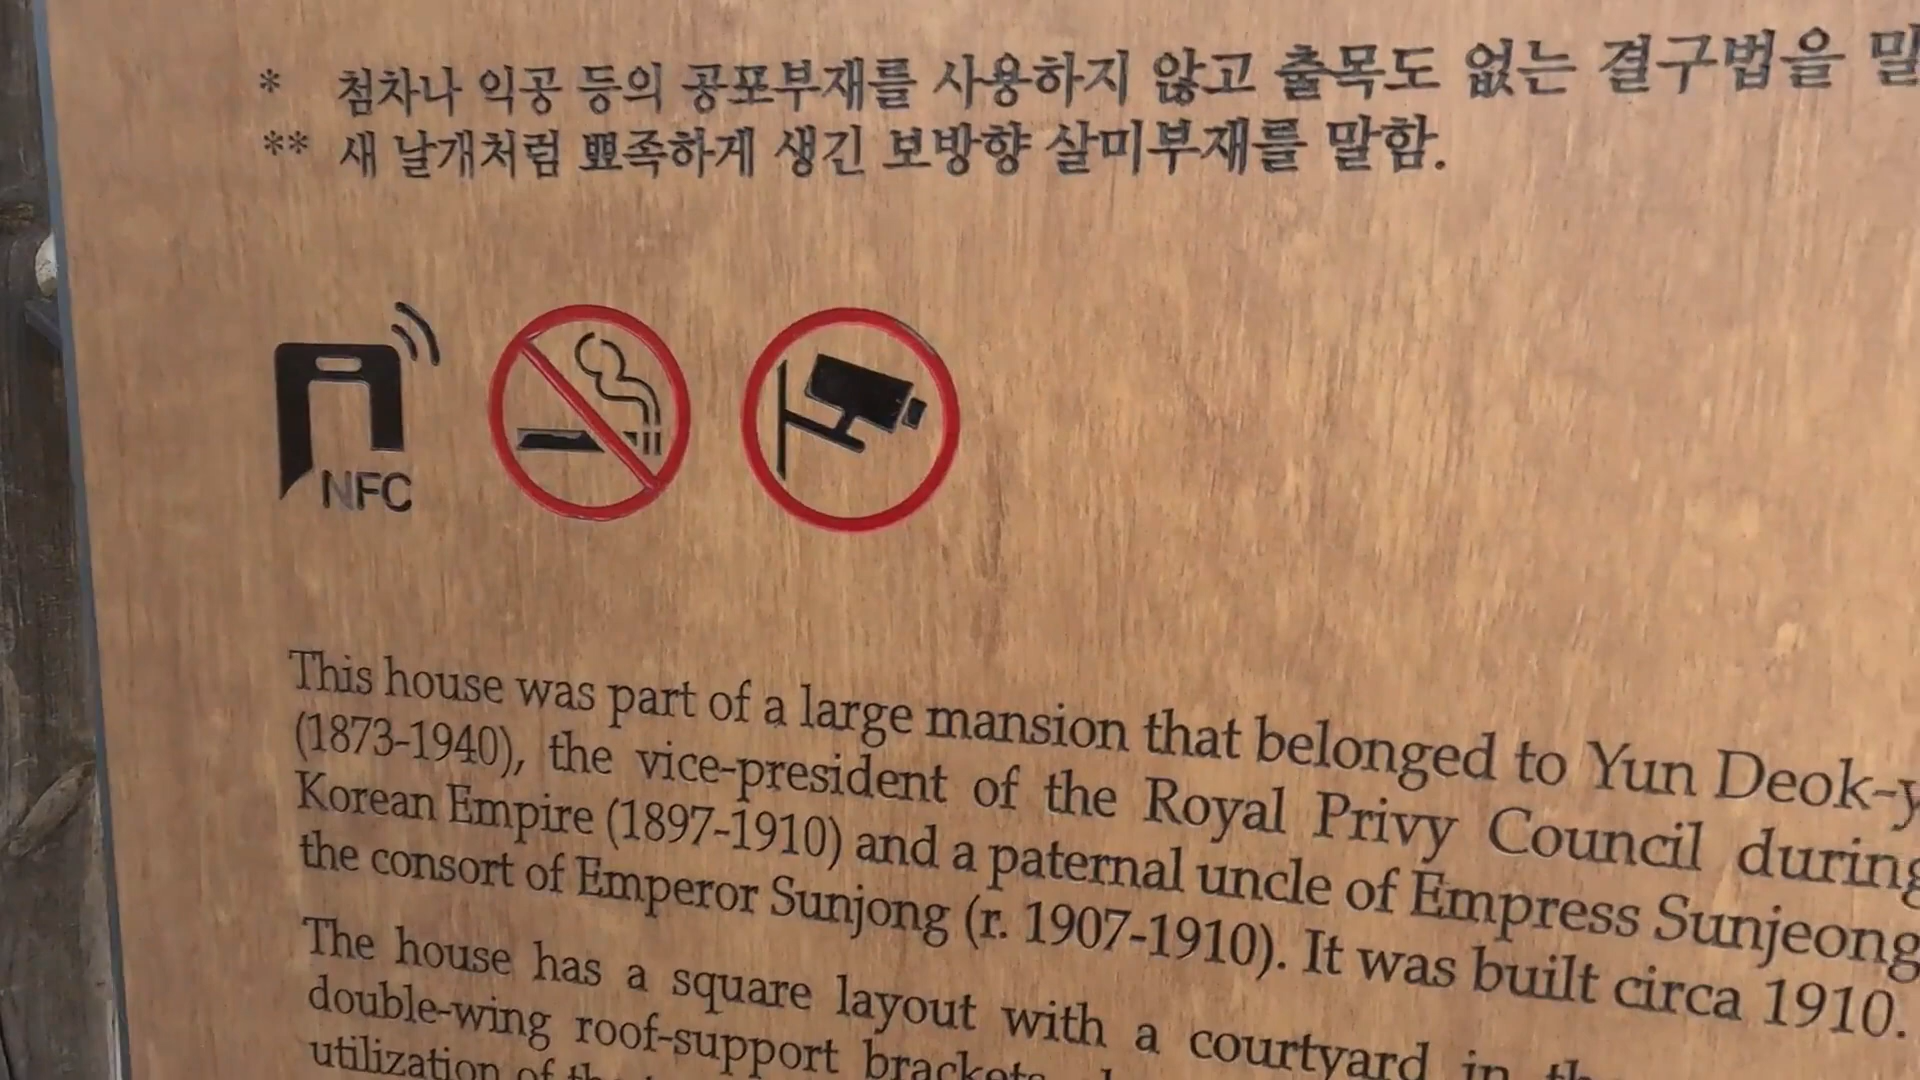 * 첨차나 익공 등의 공포부재를 사용하지 않고 출목도 없는 결구법을
** 새 날개처럼 뾰족하게 생긴 보방향 살미부재를 말함.
NFC
This house was part of a large mansion that belonged to Yun
(1873-1940), the vice-president of the Royal Privy Council during
Korean Empire (1897-1910) and a paternal uncle of Empress Sunjeong
the consort of Emperor Sunjong (r. 1907-1910). It was built circa 1910.
The house has a square layout with a courtyard in
double-wing roof-support brackets
utilization of